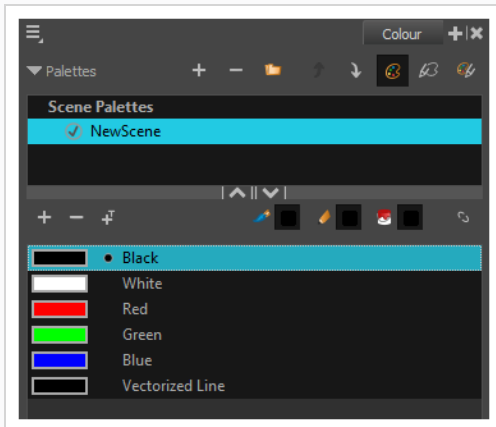 Colour
Palettes
Scene Palettes
NewScene
Black
White
Red
Green
Blue
Vectorized Line